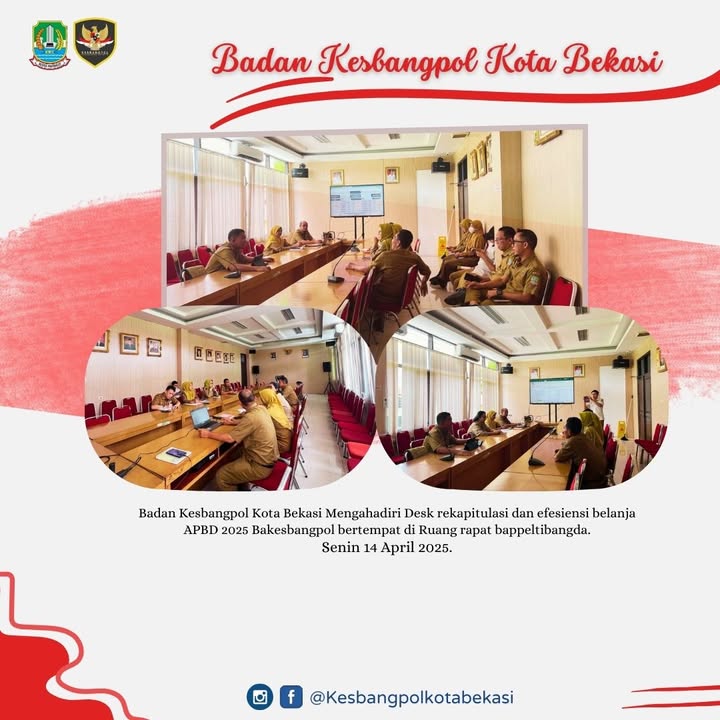 Badan Kesbangpol Kota Bekasi
Badan Kesbangpol Kota Bekasi Mengahadiri Desk rekapitulasi dan efesiensi belanja
APBD 2025 Bakesbangpol bertempat di Ruang rapat bappeltibangda.
Senin 14 April 2025.
@Kesbangpolkotabekasi